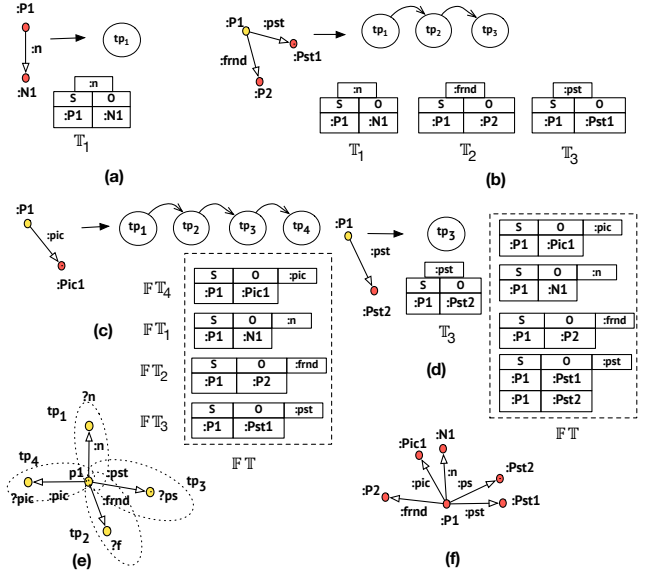 :P1
:n
:N1
tp1
:n
S O
:P1 :N1
𝕋1
(a)
:P1
:pst
:Pst1
:frnd
:P2
tp1 tp2 tp3
:n
S O
:P1 :N1
𝕋1
:frnd
S O
:P1 :P2
𝕋2
:pst
S O
:P1 :Pst1
𝕋3
(b)
:P1
:pic
:Pic1
tp1 tp2 tp3 tp4
(c)
𝔽𝕋4
S O :pic
:P1 :Pic1
𝔽𝕋1
S O :n
:P1 :N1
𝔽𝕋2
S O :frnd
:P1 :P2
𝔽𝕋3
S O :pst
:P1 :Pst1
𝔽𝕋
:P1
:pst
:Pst2
tp3
:pst
S O
:P1 :Pst2
𝕋3
(d)
S O :pic
:P1 :Pic1
S O :n
:P1 :N1
S O :frnd
:P1 :P2
S O :pst
:P1 :Pst1
:P1 :Pst2
𝔽𝕋
?n
tp1
:n
tp4
p1 :pst
tp3
?pic :pic
?ps
:frnd
tp2
?f
(e)
:Pic1 :N1
:Pst2
:pic :n :ps
:P2
:Pst1
:frnd :P1 :pst
(f)